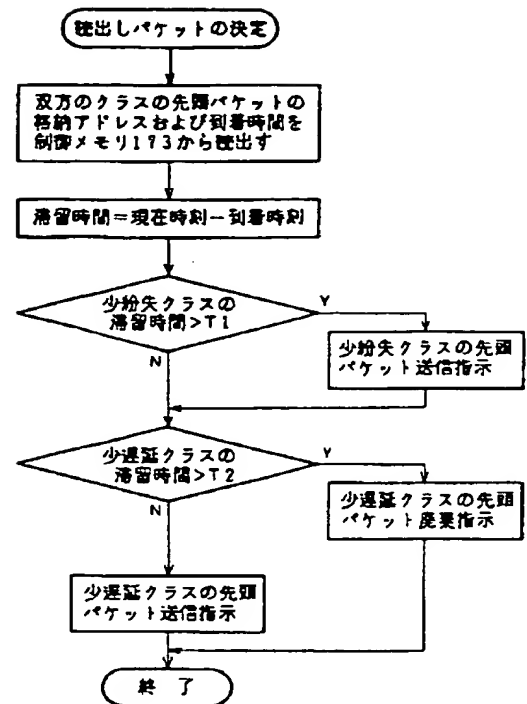 読出しパケットの決定
双方のクラスの先頭パケットの
格納アドレスおよび到着時間を
制御メモリ173から読出す
滞留時間=現在時刻-到着時刻
少紛失クラスの
滞留時間>T1
Y
N
少紛失クラスの先頭
パケット送信指示
少遅延クラスの
滞留時間>T2
Y
N
少遅延クラスの先頭
パケット廃棄指示
少遅延クラスの先頭
パケット送信指示
終 了